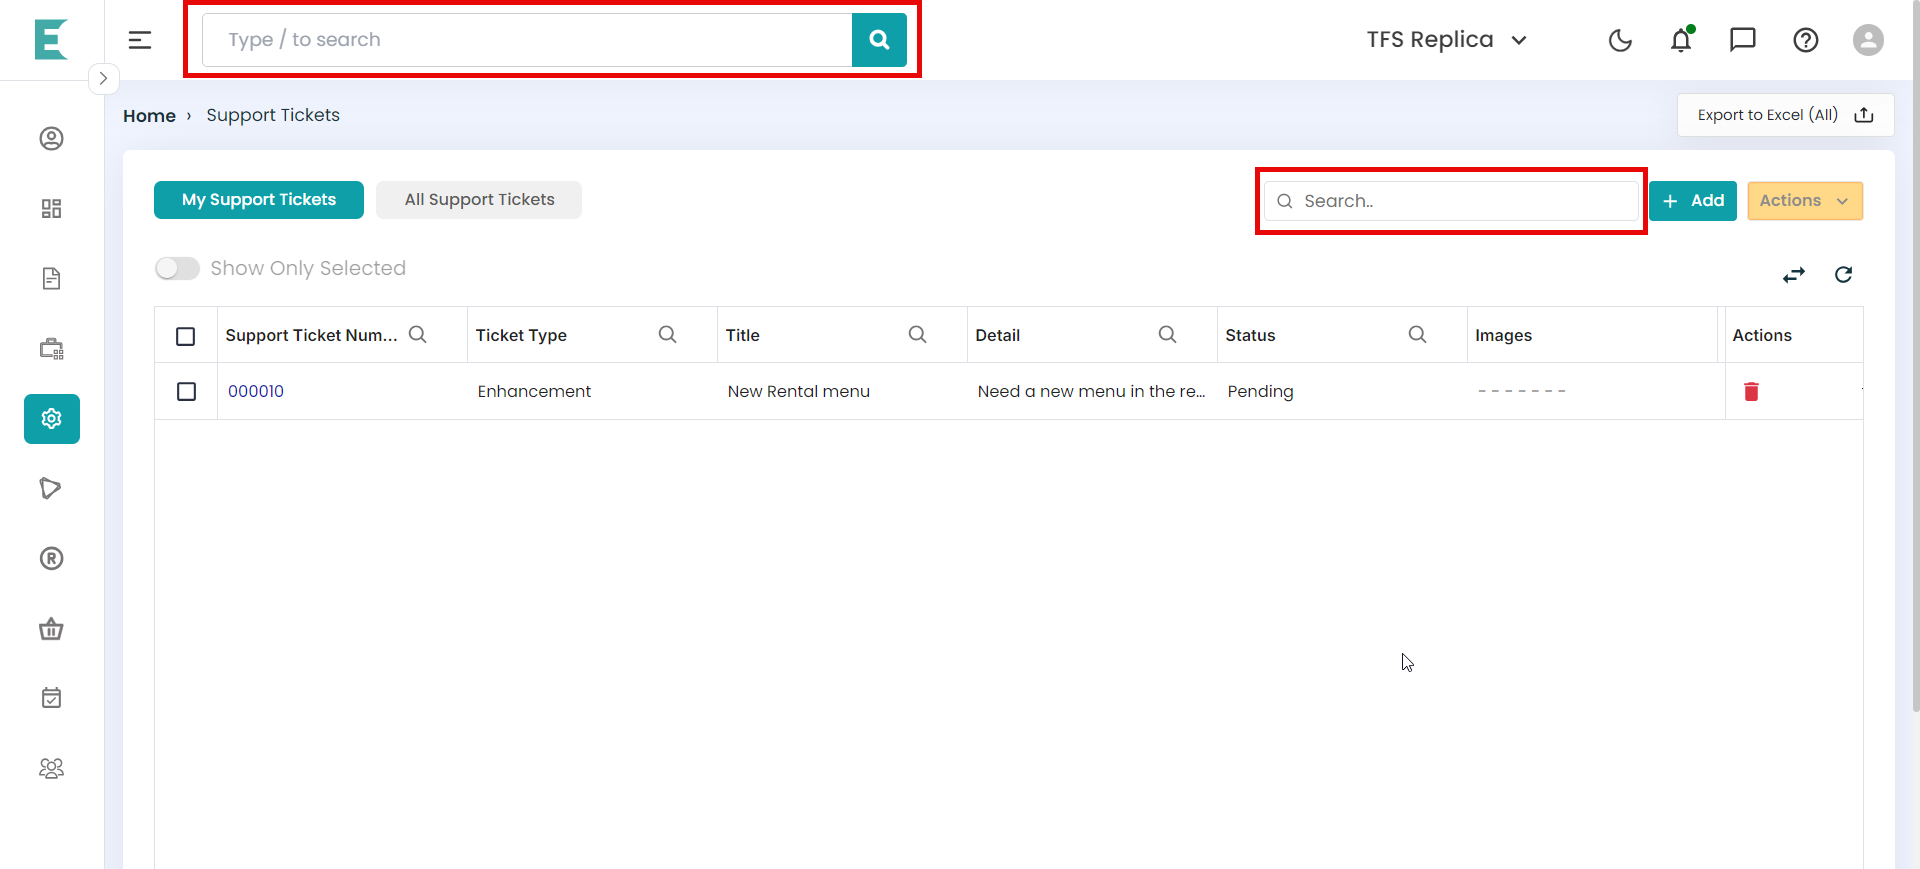 Type / to search
TFS Replica
Home › Support Tickets
Export to Excel (All)
My Support Tickets
All Support Tickets
Search..
+ Add
Actions
Show Only Selected
Support Ticket Num... Ticket Type Title Detail Status Images Actions
000010 Enhancement New Rental menu Need a new menu in the re... Pending -------